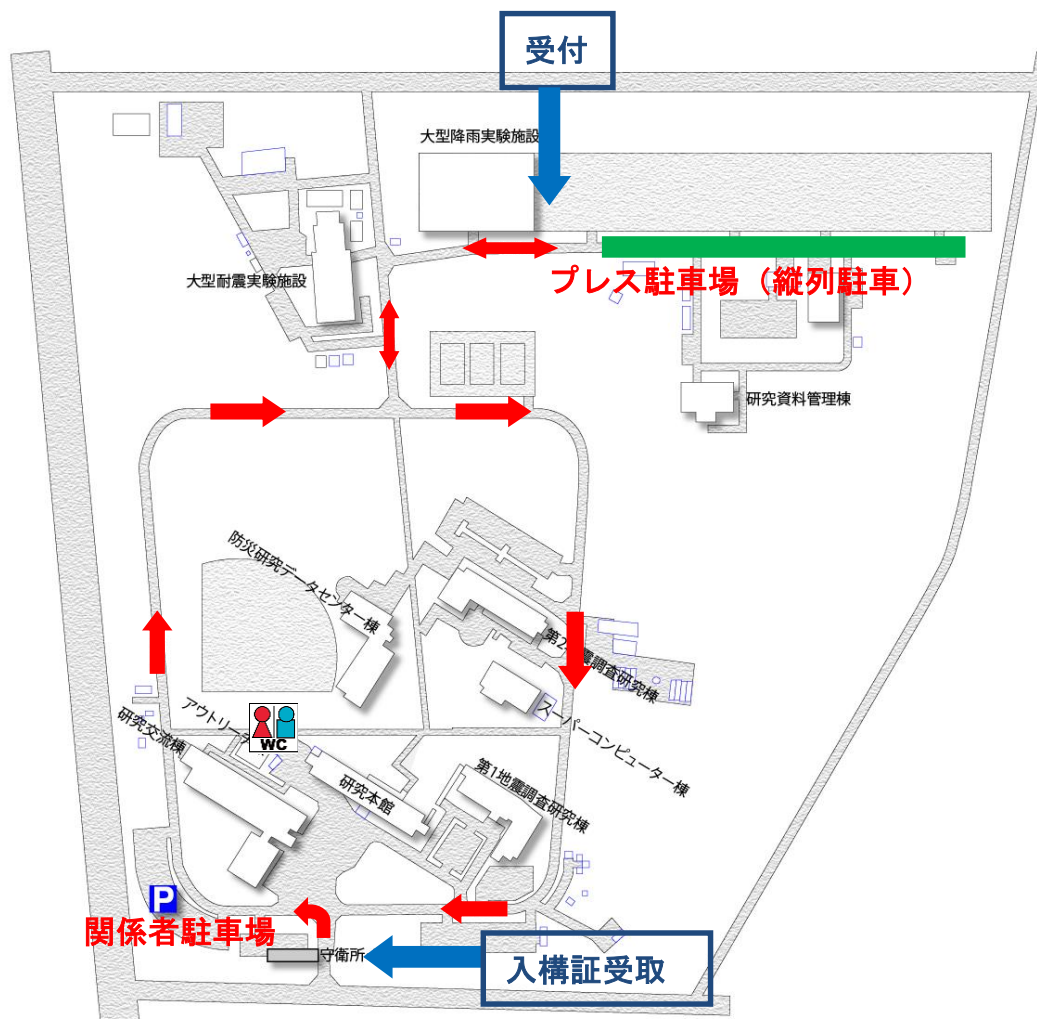 受付
大型降雨実験施設
大型耐震実験施設
プレス駐車場（縦列駐車）
研究資料管理棟
防災研究データセンター棟
第2
震調査研究棟
スーパーコンピューター棟
アウトリーチ
WC
研究交流棟
研究本館
第1地震調査研究棟
P
関係者駐車場
守衛所
入構証受取